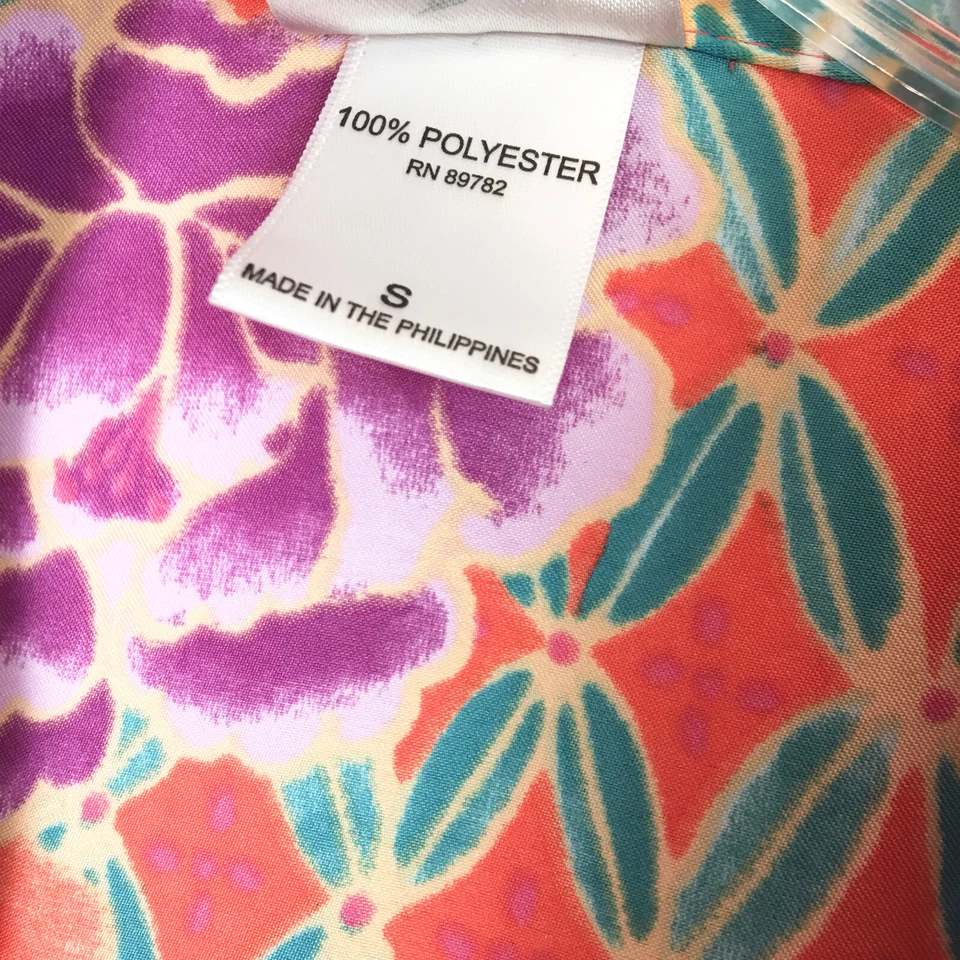 100% POLYESTER
RN 89782
S
MADE IN THE PHILIPPINES